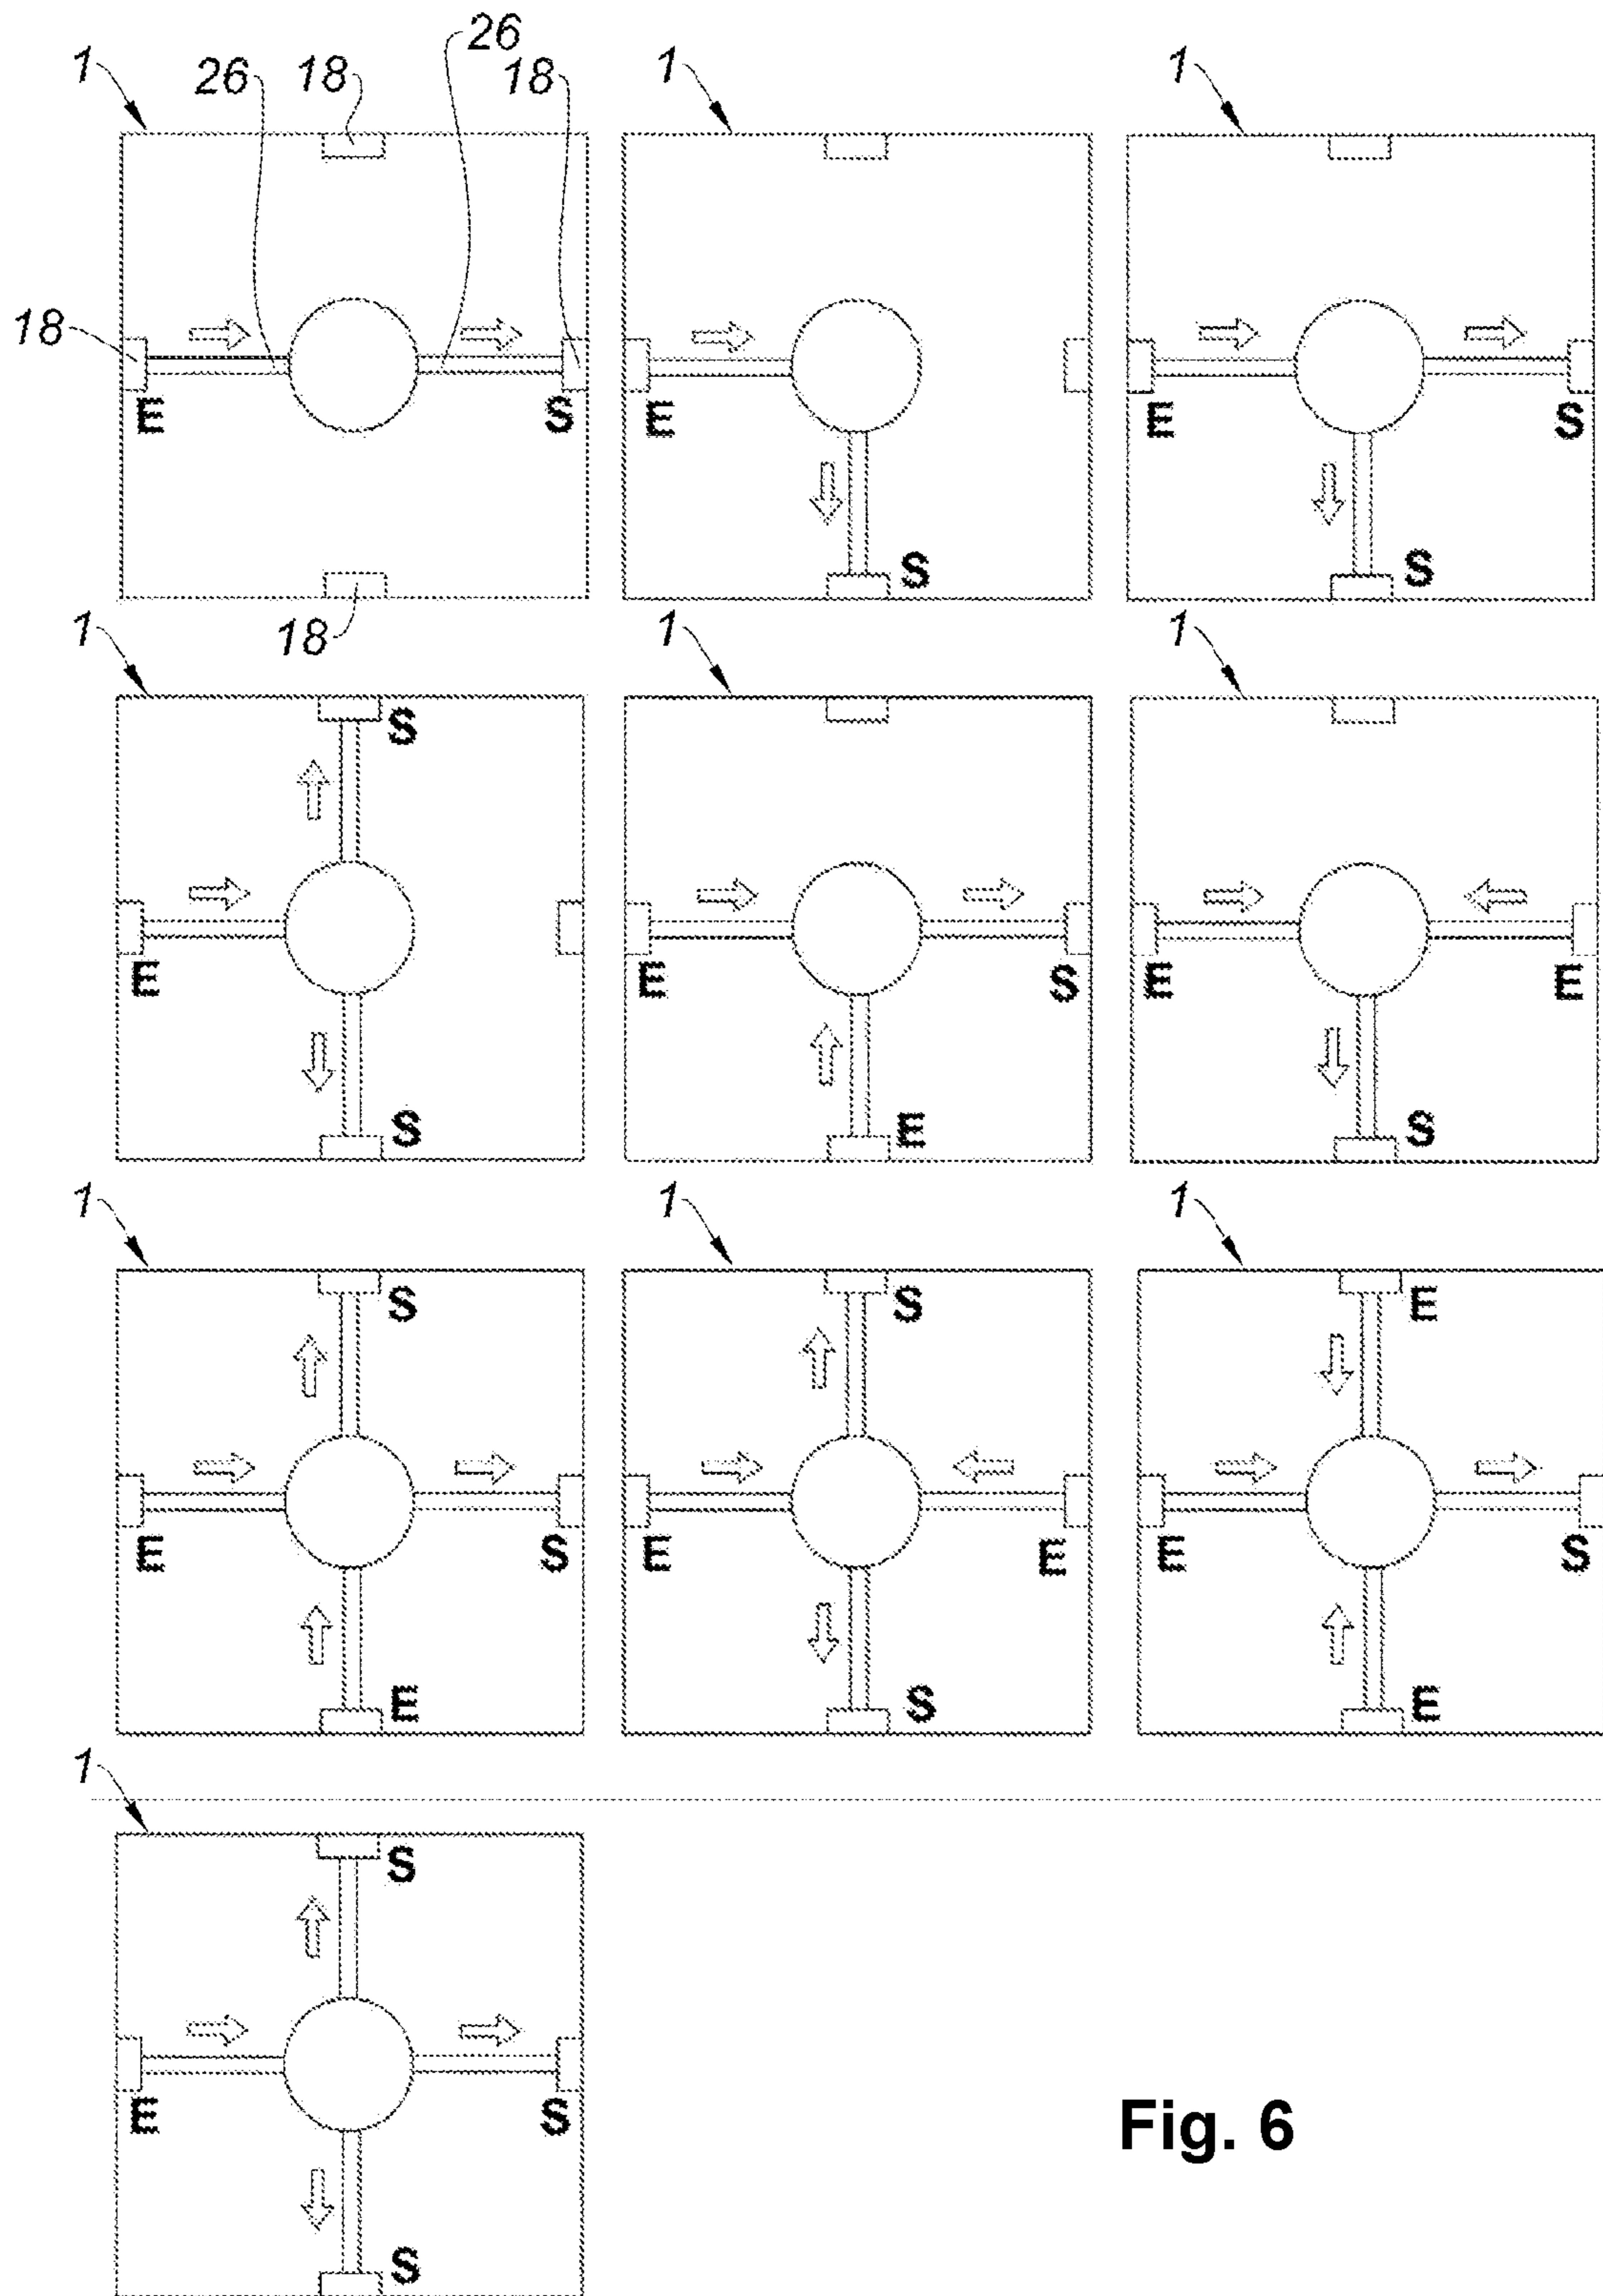 26
1 26 18 18 1 1
18
E S E E S
S S
18
1 1 1
S
E E S E E
S E S
1 1 1
S S E
E S E E E S
E S E
1
S
E S
Fig. 6
S